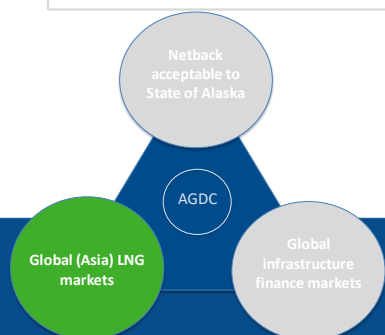 Netback
acceptable to
State of Alaska
AGDC
Global (Asia) LNG
markets
Global
infrastructure
finance markets